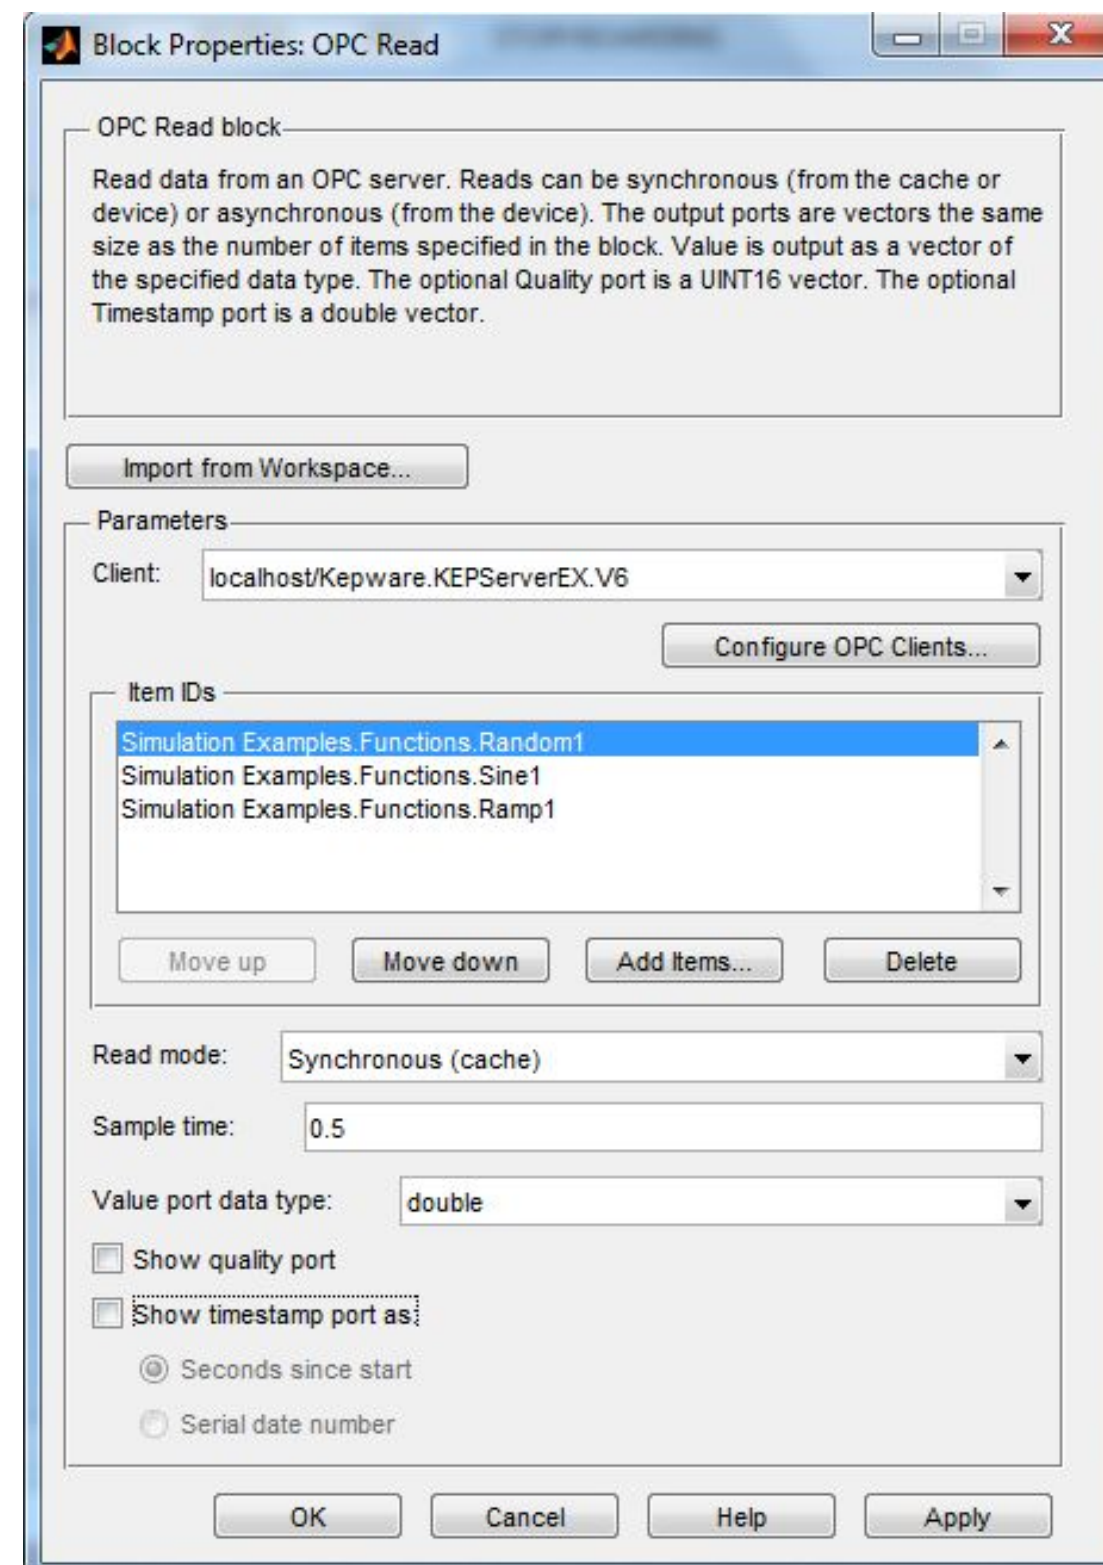 Block Properties: OPC Read
OPC Read block
Read data from an OPC server. Reads can be synchronous (from the cache or
device) or asynchronous (from the device). The output ports are vectors the same
size as the number of items specified in the block. Value is output as a vector of
the specified data type. The optional Quality port is a UINT16 vector. The optional
Timestamp port is a double vector.
Import from Workspace...
Parameters
Client: localhost/Kepware.KEPServerEX.V6
Configure OPC Clients...
Item IDs
Simulation Examples.Functions.Random1
Simulation Examples.Functions.Sine1
Simulation Examples.Functions.Ramp1
Move up Move down Add Items... Delete
Read mode: Synchronous (cache)
Sample time: 0.5
Value port data type: double
Show quality port
Show timestamp port as:
Seconds since start
Serial date number
OK Cancel Help Apply